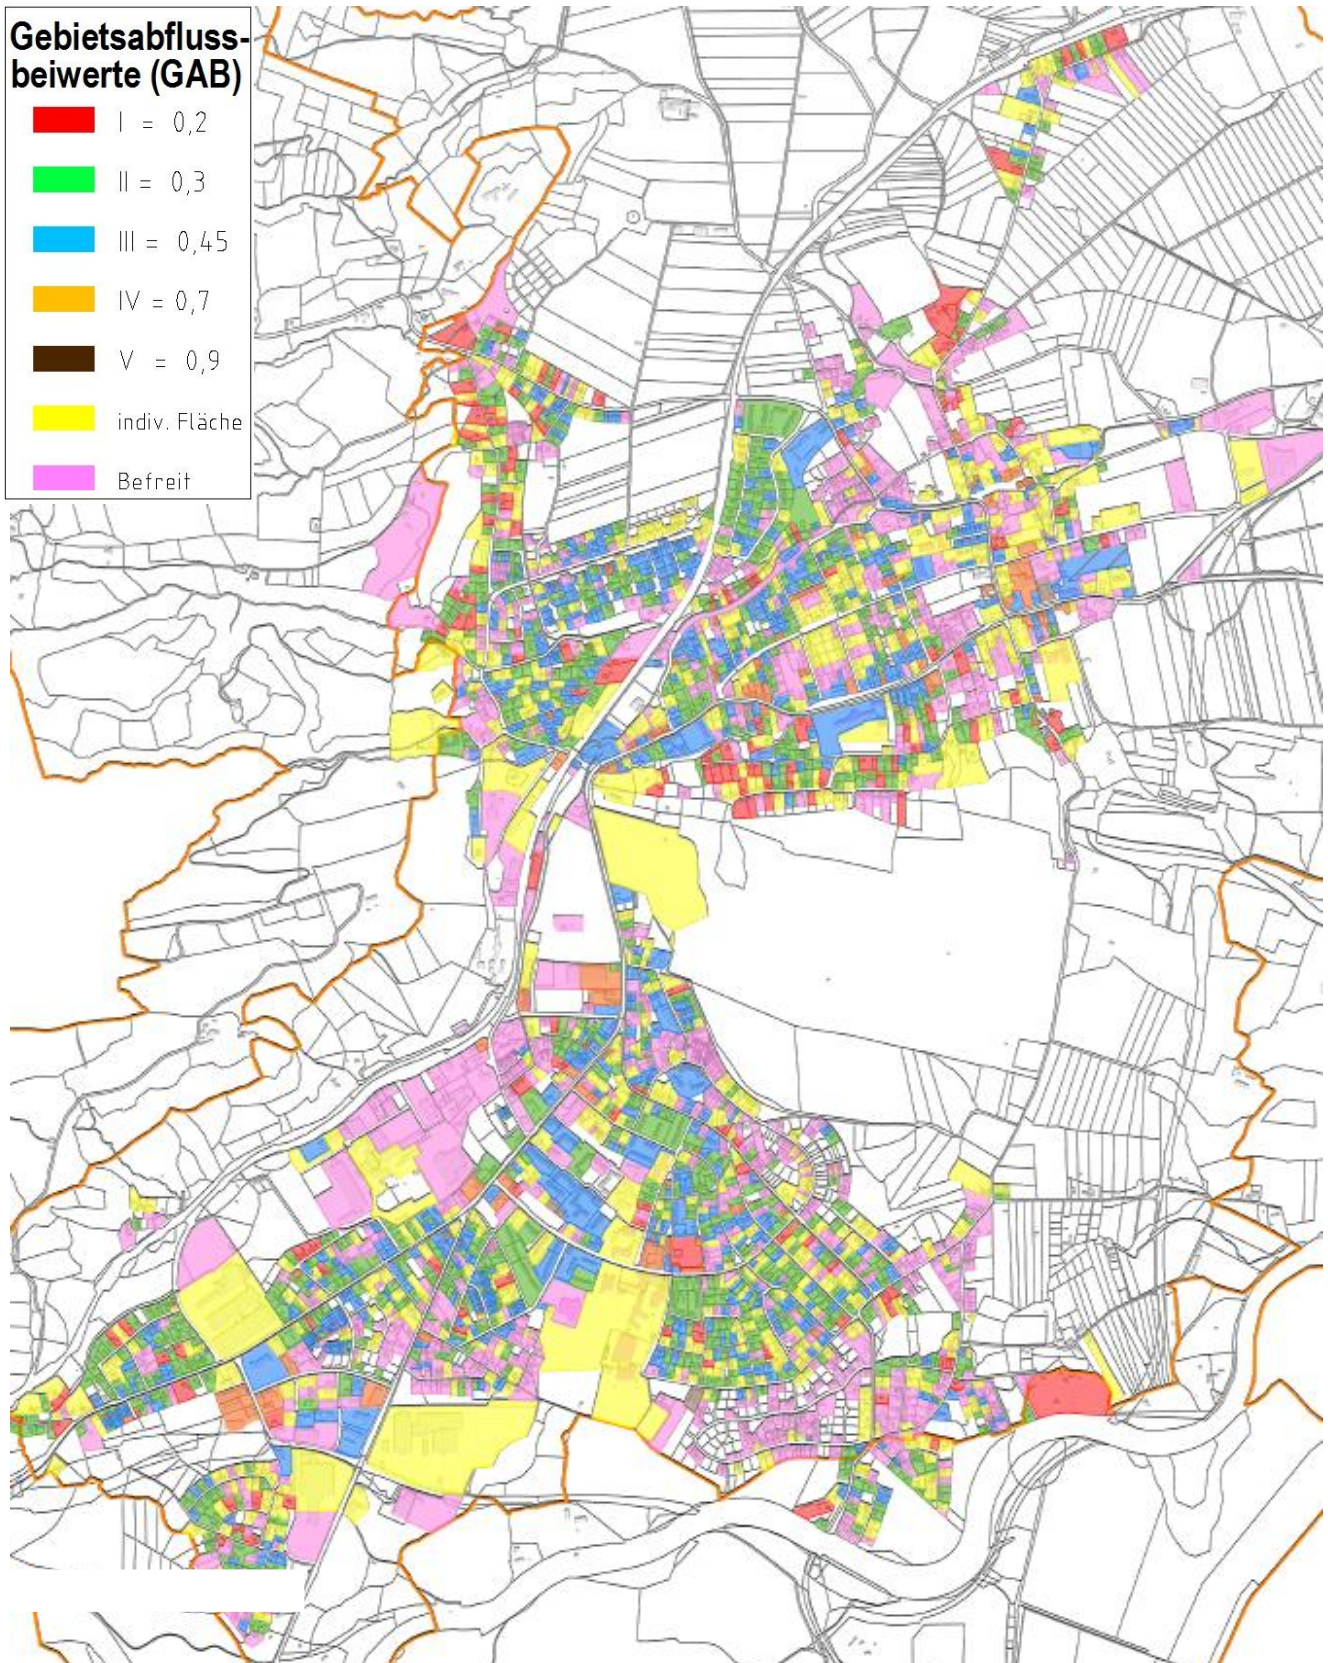 Gebietsabfluss-
beiwerte (GAB)
I = 0,2
II = 0,3
III = 0,45
IV = 0,7
V = 0,9
indiv. Fläche
Befreit